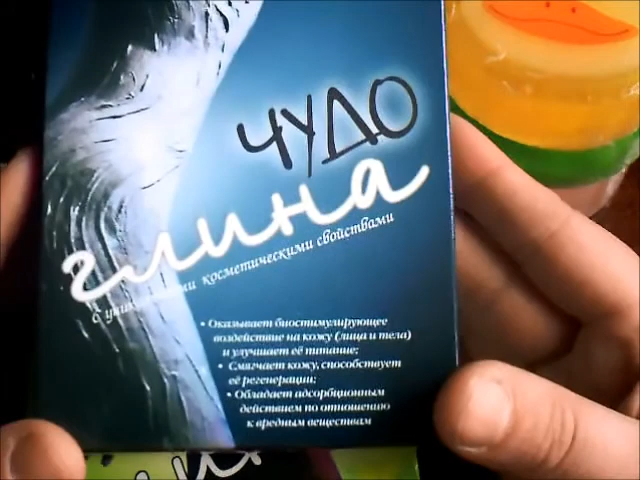 ЧУДО
глина
с уникальными косметическими свойствами
• Оказывает биостимулирующее
воздействие на кожу (лица и тела)
и улучшает её питание;
• Смягчает кожу, способствует
её регенерации;
• Обладает адсорбционным
действием по отношению
к вредным веществам